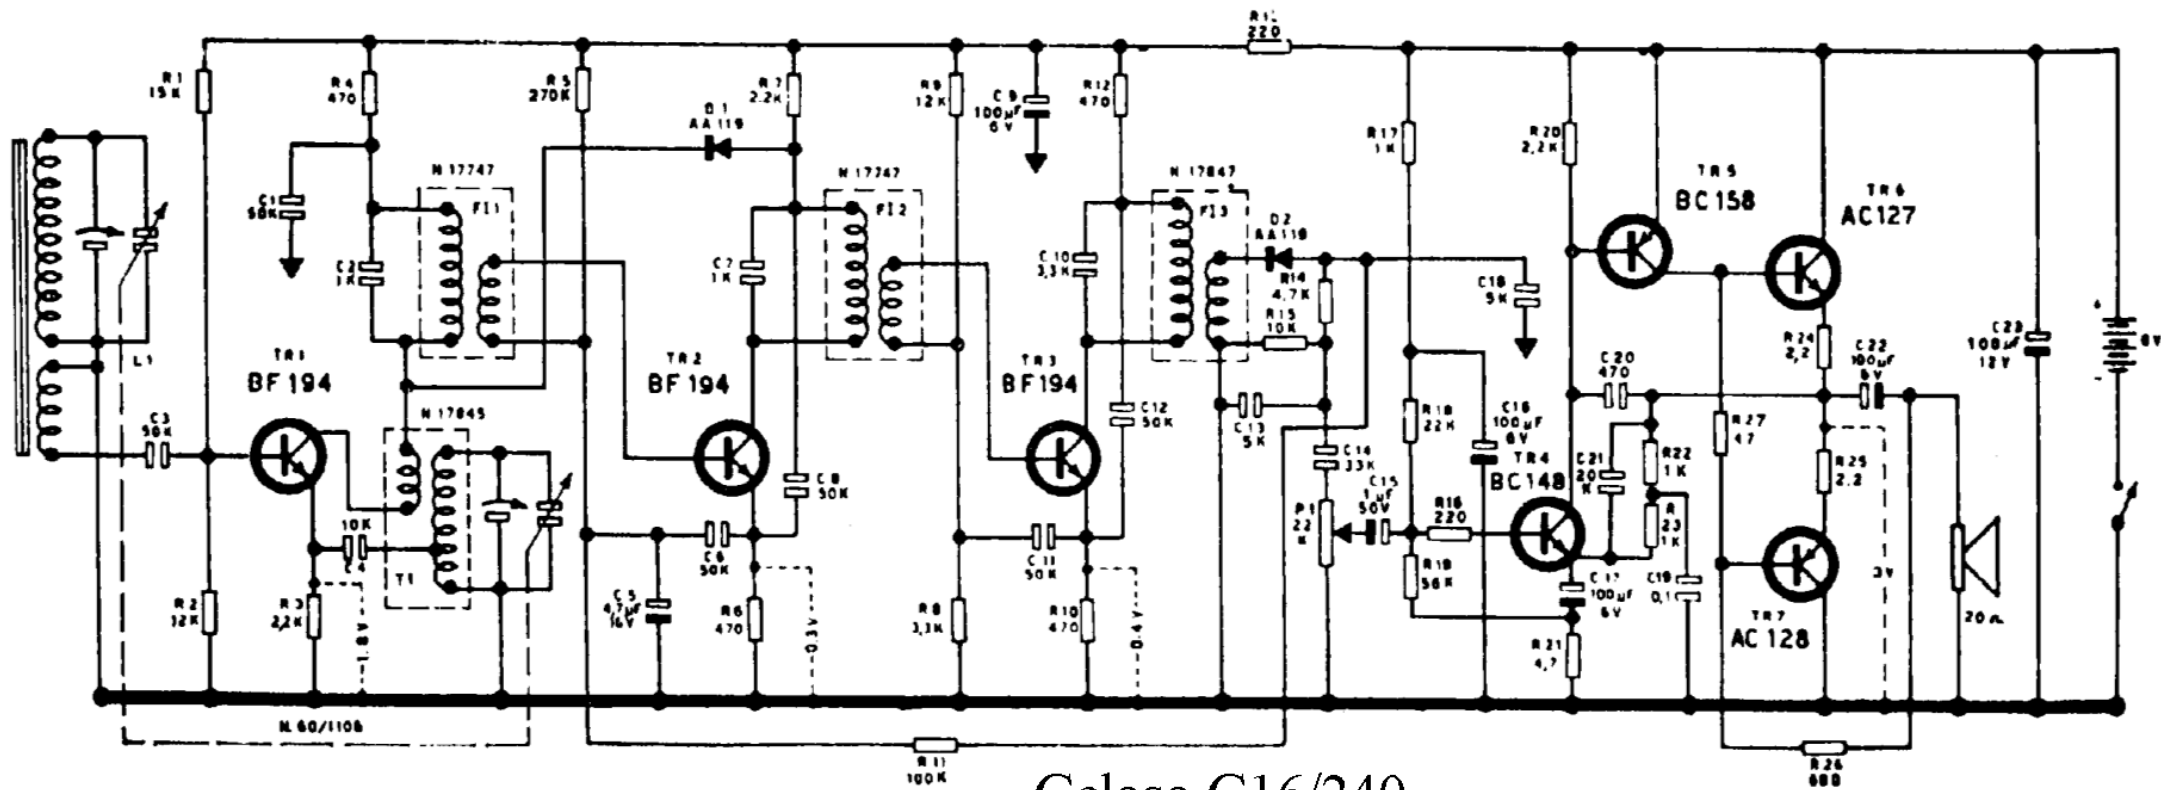 R1
15K
R4
470
R5
270K
D1
AA119
R7
2.2K
R9
12K
C9
100µF
6V
R12
470
220
R17
1K
R20
2,2K
TR5
BC158
TR6
AC127
C1
50K
N 17747
FI1
C2
1K
N 17747
FI2
C7
1K
N 17847
FI3
C10
3,3K
D2
R14
4.7K
R15
10K
C18
5K
L1
TR1
BF194
TR2
BF194
TR3
BF194
N 17845
T1
C3
50K
10K
C4
R2
12K
R3
2,2K
1.8V
C5
4,7µF
16V
C6
50K
C8
50K
R6
470
0.3V
R8
3,3K
C11
50K
C12
50K
R10
470
0.4V
C13
5K
C14
33K
P1
22
K
C15
1µF
50V
R18
22K
C16
100µF
6V
R16
220
R19
56K
TR4
BC148
C17
100µF
6V
R21
4,7
C20
470
C21
20
K
R22
1K
R
23
1K
C19
0,1
R27
47
R24
2,2
C22
100µF
6V
R25
2,2
TR7
AC128
3V
20Ω
C23
100µF
12V
R26
680
N.60/1106
R11
100K
Geloso G16/240